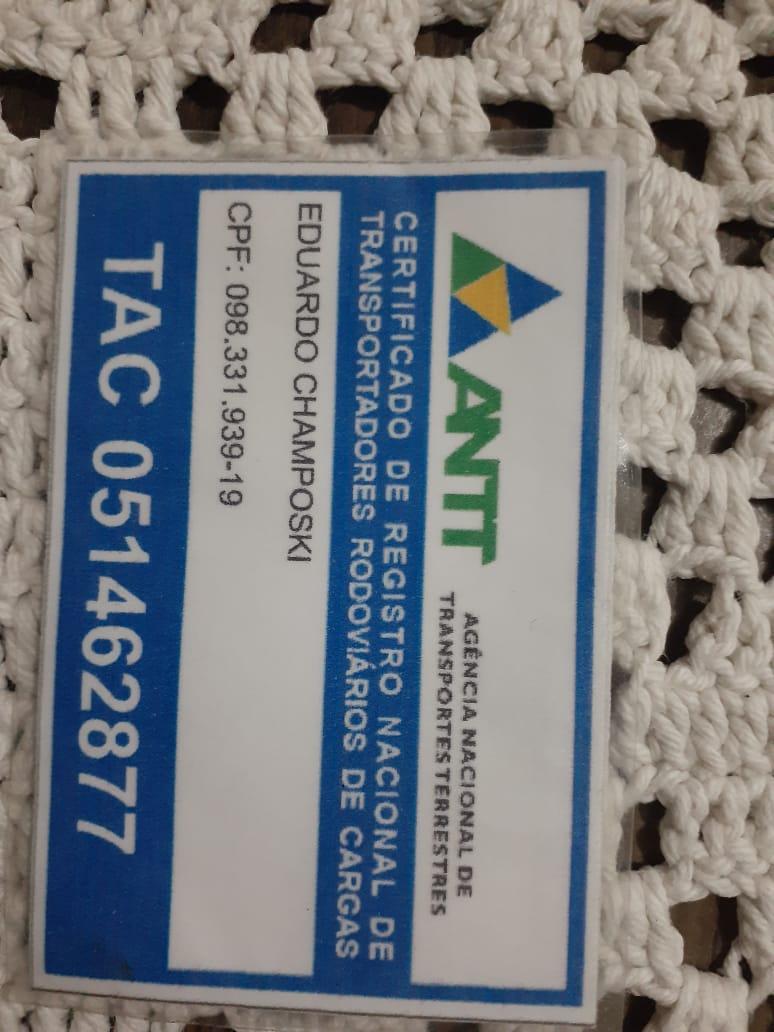 ANTT
AGÊNCIA NACIONAL DE
TRANSPORTES TERRESTRES
CERTIFICADO DE REGISTRO NACIONAL DE
TRANSPORTADORES RODOVIÁRIOS DE CARGAS
EDUARDO CHAMPOSKI
CPF: 098.331.939-19
TAC 051462877